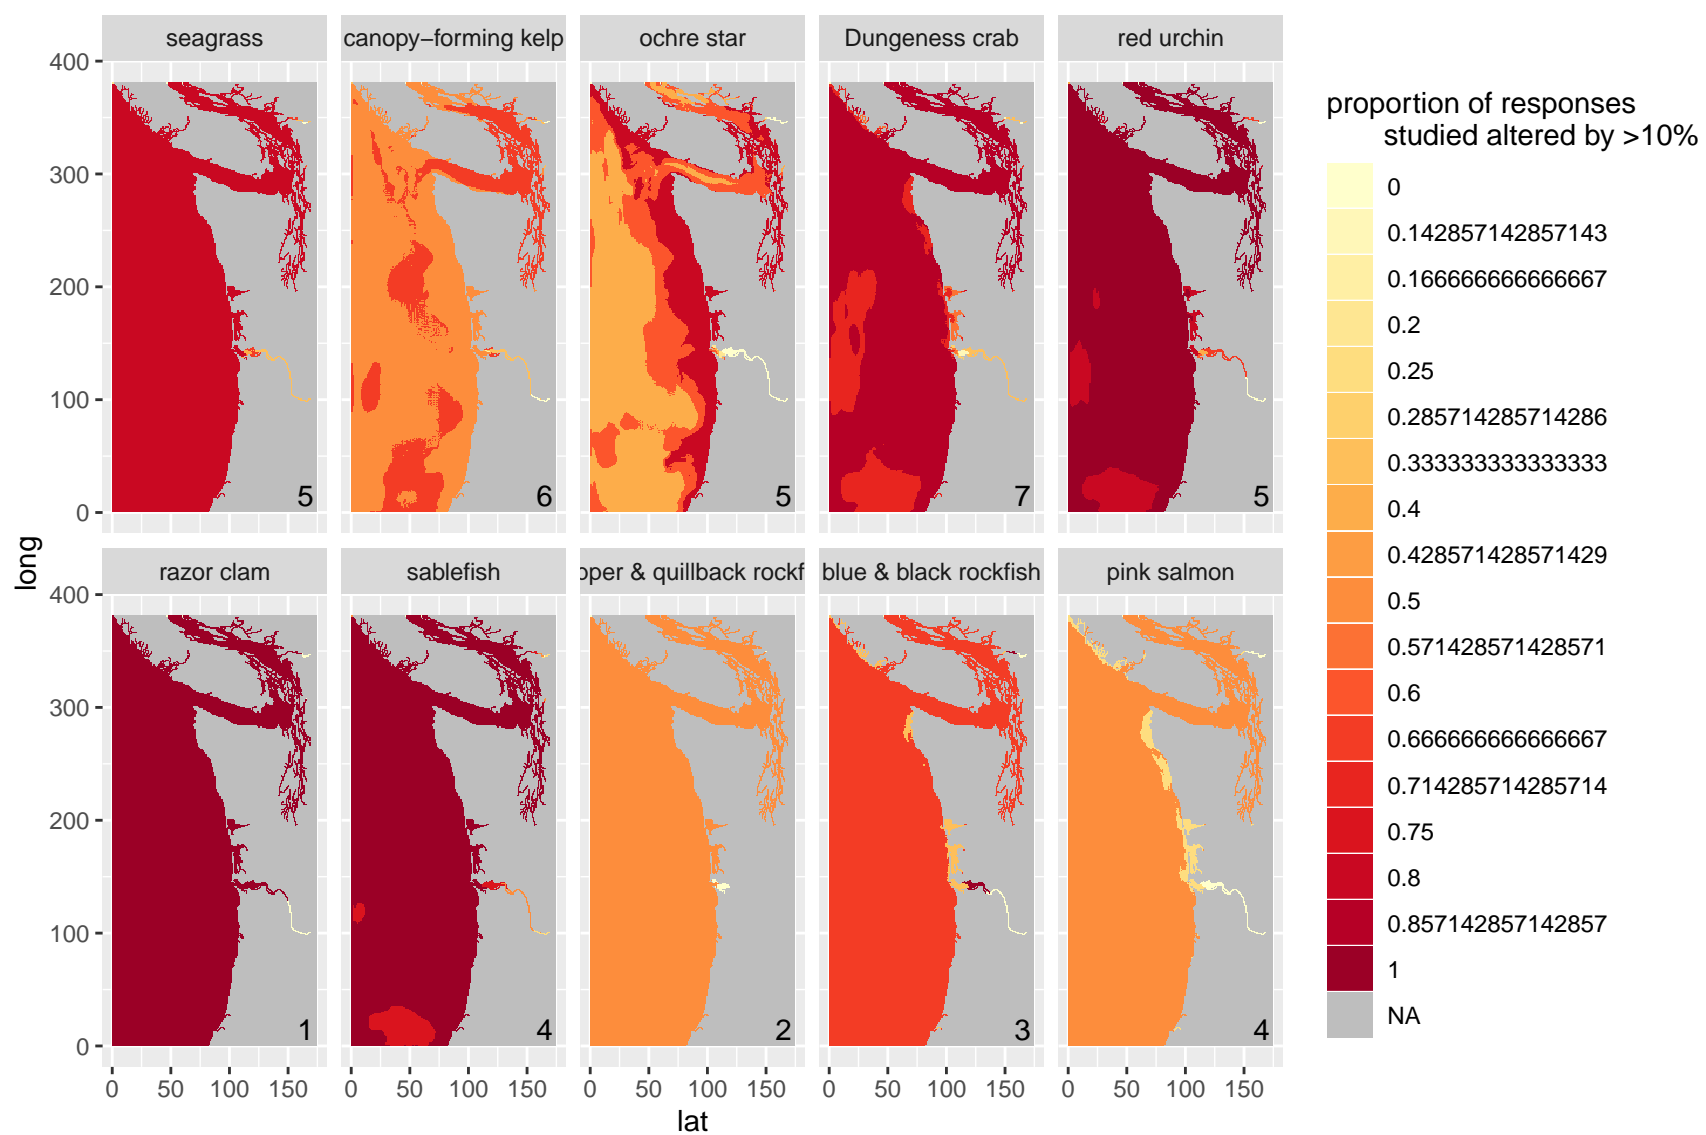 seagrass canopy−forming kelp ochre star Dungeness crab red urchin
400
300
200
100
0
5 6 5 7 5
razor clam sablefish oper & quillback rockf blue & black rockfish pink salmon
400
300
200
100
0
1 4 2 3 4
0 50 100 150 0 50 100 150 0 50 100 150 0 50 100 150 0 50 100 150
lat
long
proportion of responses
studied altered by >10%
0
0.142857142857143
0.166666666666667
0.2
0.25
0.285714285714286
0.333333333333333
0.4
0.428571428571429
0.5
0.571428571428571
0.6
0.666666666666667
0.714285714285714
0.75
0.8
0.857142857142857
1
NA